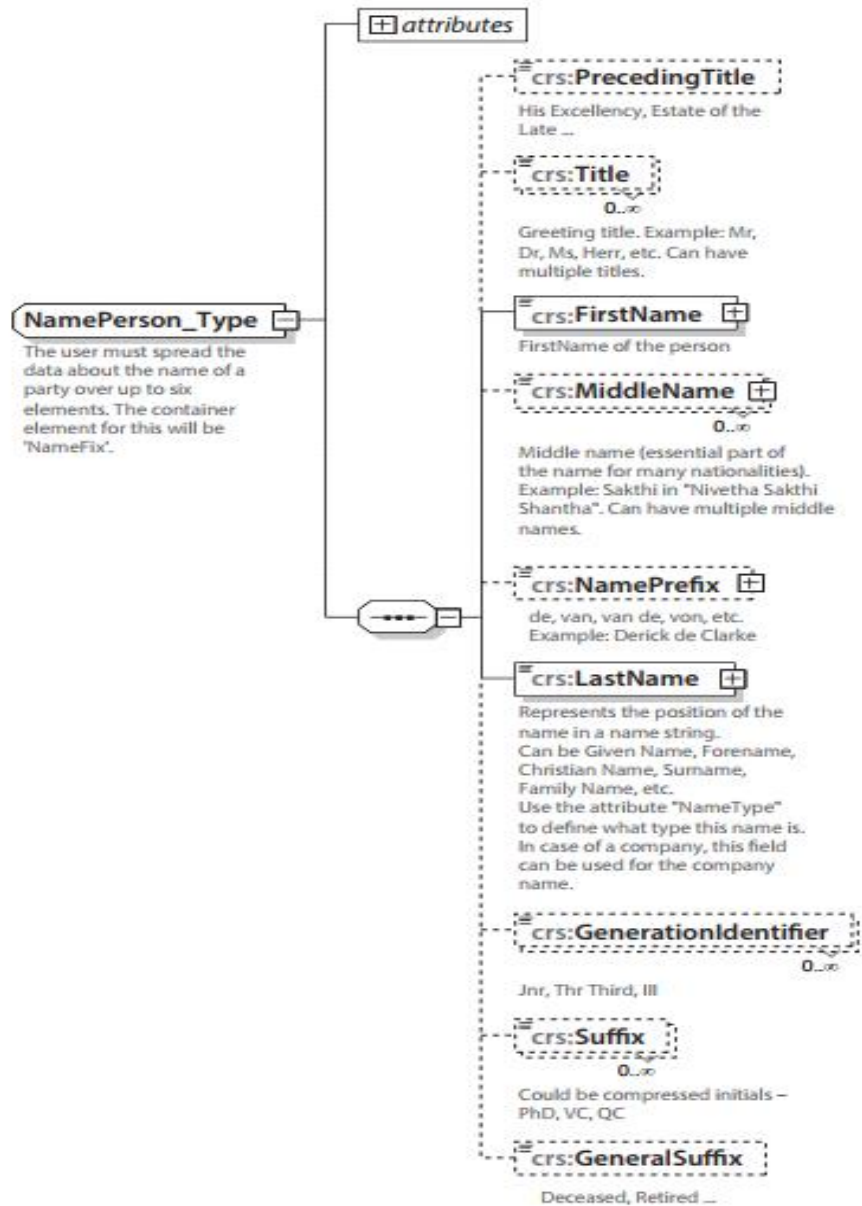 attributes
crs:PrecedingTitle
His Excellency, Estate of the
Late ...
crs:Title
0..∞
Greeting title. Example: Mr,
Dr, Ms, Herr, etc. Can have
multiple titles.
NamePerson_Type
The user must spread the
data about the name of a
party over up to six
elements. The container
element for this will be
'NameFix'.
crs:FirstName
FirstName of the person
crs:MiddleName
0..∞
Middle name (essential part of
the name for many nationalities).
Example: Sakthi in "Nivetha Sakthi
Shantha". Can have multiple middle
names.
crs:NamePrefix
de, van, van de, von, etc.
Example: Derick de Clarke
crs:LastName
Represents the position of the
name in a name string.
Can be Given Name, Forename,
Christian Name, Surname,
Family Name, etc.
Use the attribute "NameType"
to define what type this name is.
In case of a company, this field
can be used for the company
name.
crs:GenerationIdentifier
0..∞
Jnr, Thr Third, III
crs:Suffix
0..∞
Could be compressed initials –
PhD, VC, QC
crs:GeneralSuffix
Deceased, Retired ...